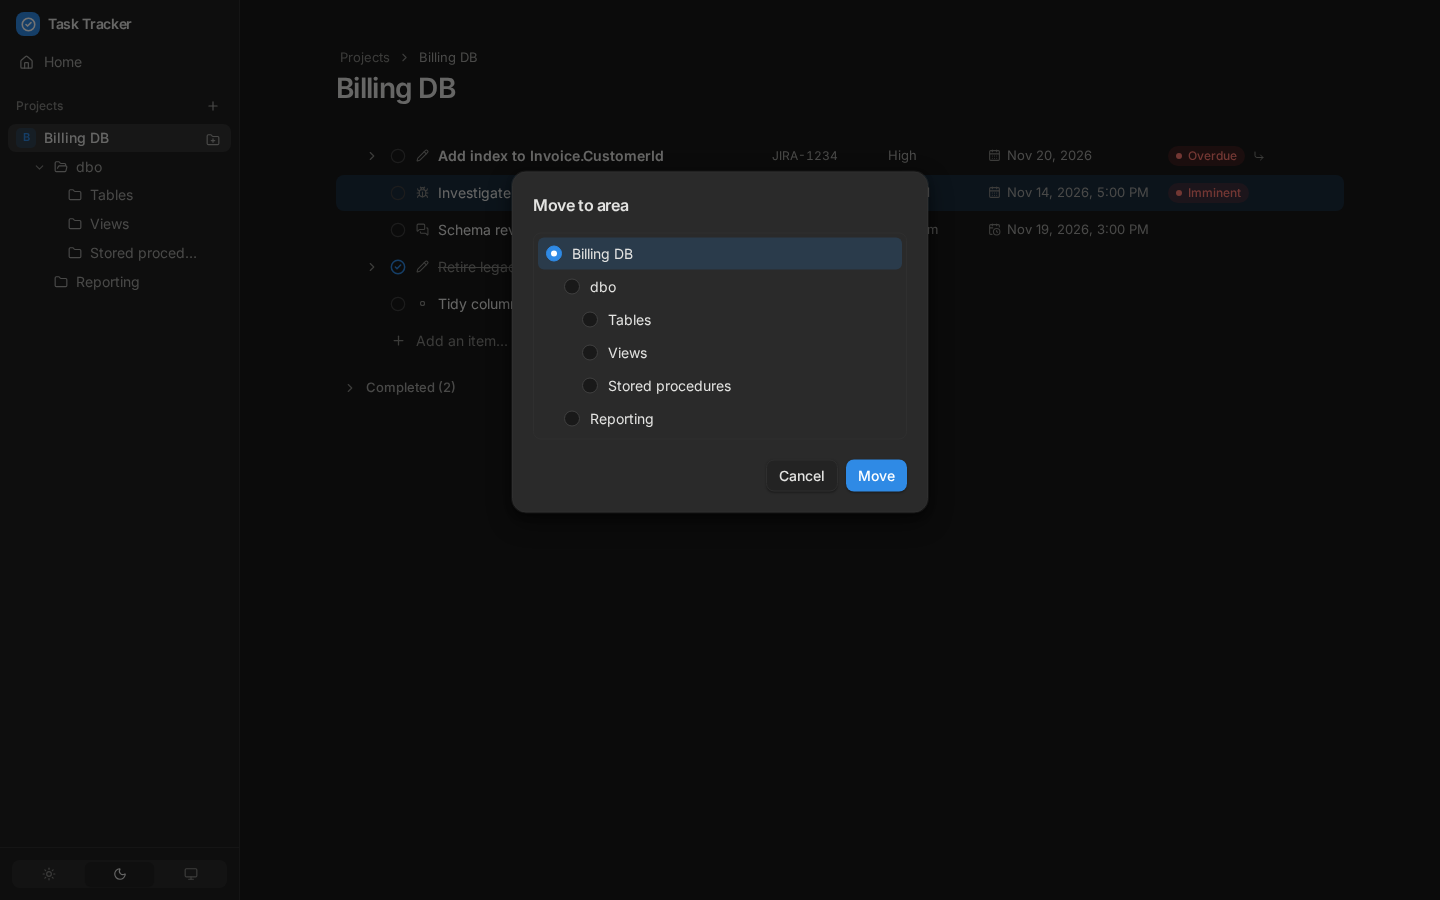 Task Tracker
Home
Projects
B Billing DB
dbo
Tables
Views
Stored proced...
Reporting
Projects > Billing DB
Billing DB
Add index to Invoice.CustomerId JIRA-1234 High Nov 20, 2026 Overdue
Investigate Nov 14, 2026, 5:00 PM Imminent
Schema Nov 19, 2026, 3:00 PM
Retire
Tidy
Add an item...
Completed (2)
Move to area
Billing DB
dbo
Tables
Views
Stored procedures
Reporting
Cancel Move